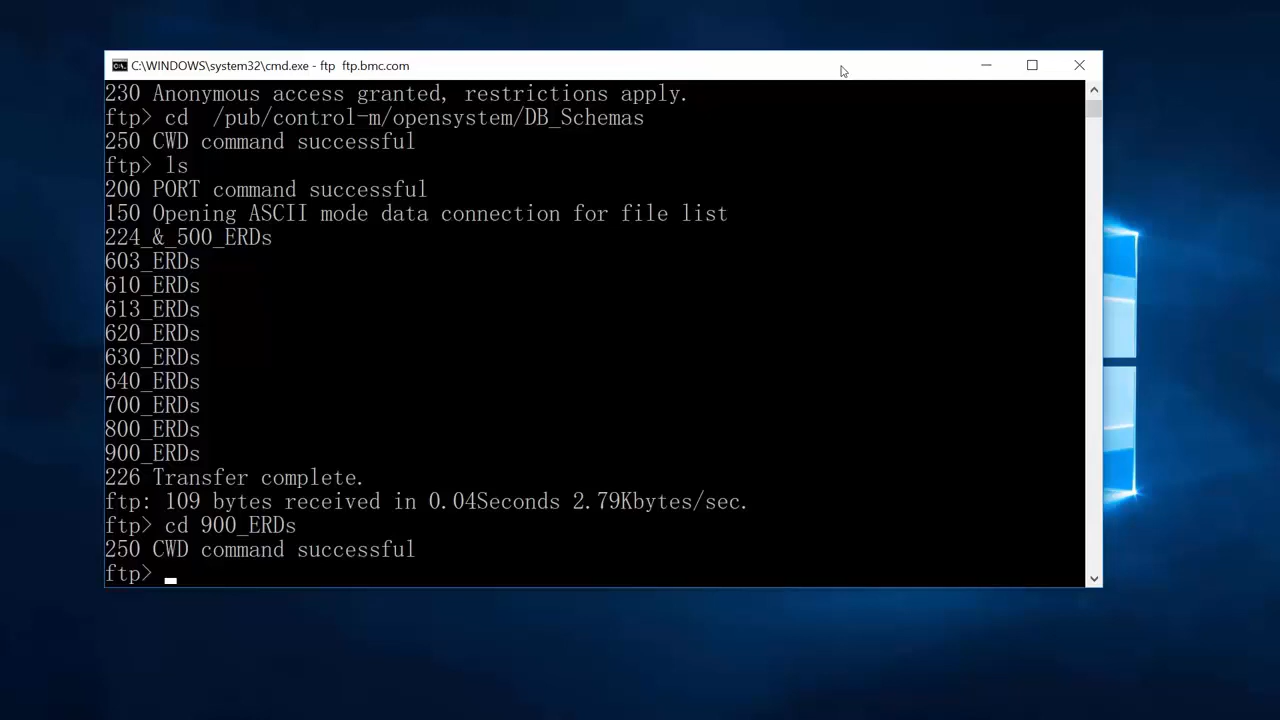 C:\WINDOWS\system32\cmd.exe - ftp  ftp.bmc.com
230 Anonymous access granted, restrictions apply.
ftp> cd  /pub/control-m/opensystem/DB_Schemas
250 CWD command successful
ftp> ls
200 PORT command successful
150 Opening ASCII mode data connection for file list
224_&_500_ERDs
603_ERDs
610_ERDs
613_ERDs
620_ERDs
630_ERDs
640_ERDs
700_ERDs
800_ERDs
900_ERDs
226 Transfer complete.
ftp: 109 bytes received in 0.04Seconds 2.79Kbytes/sec.
ftp> cd 900_ERDs
250 CWD command successful
ftp>